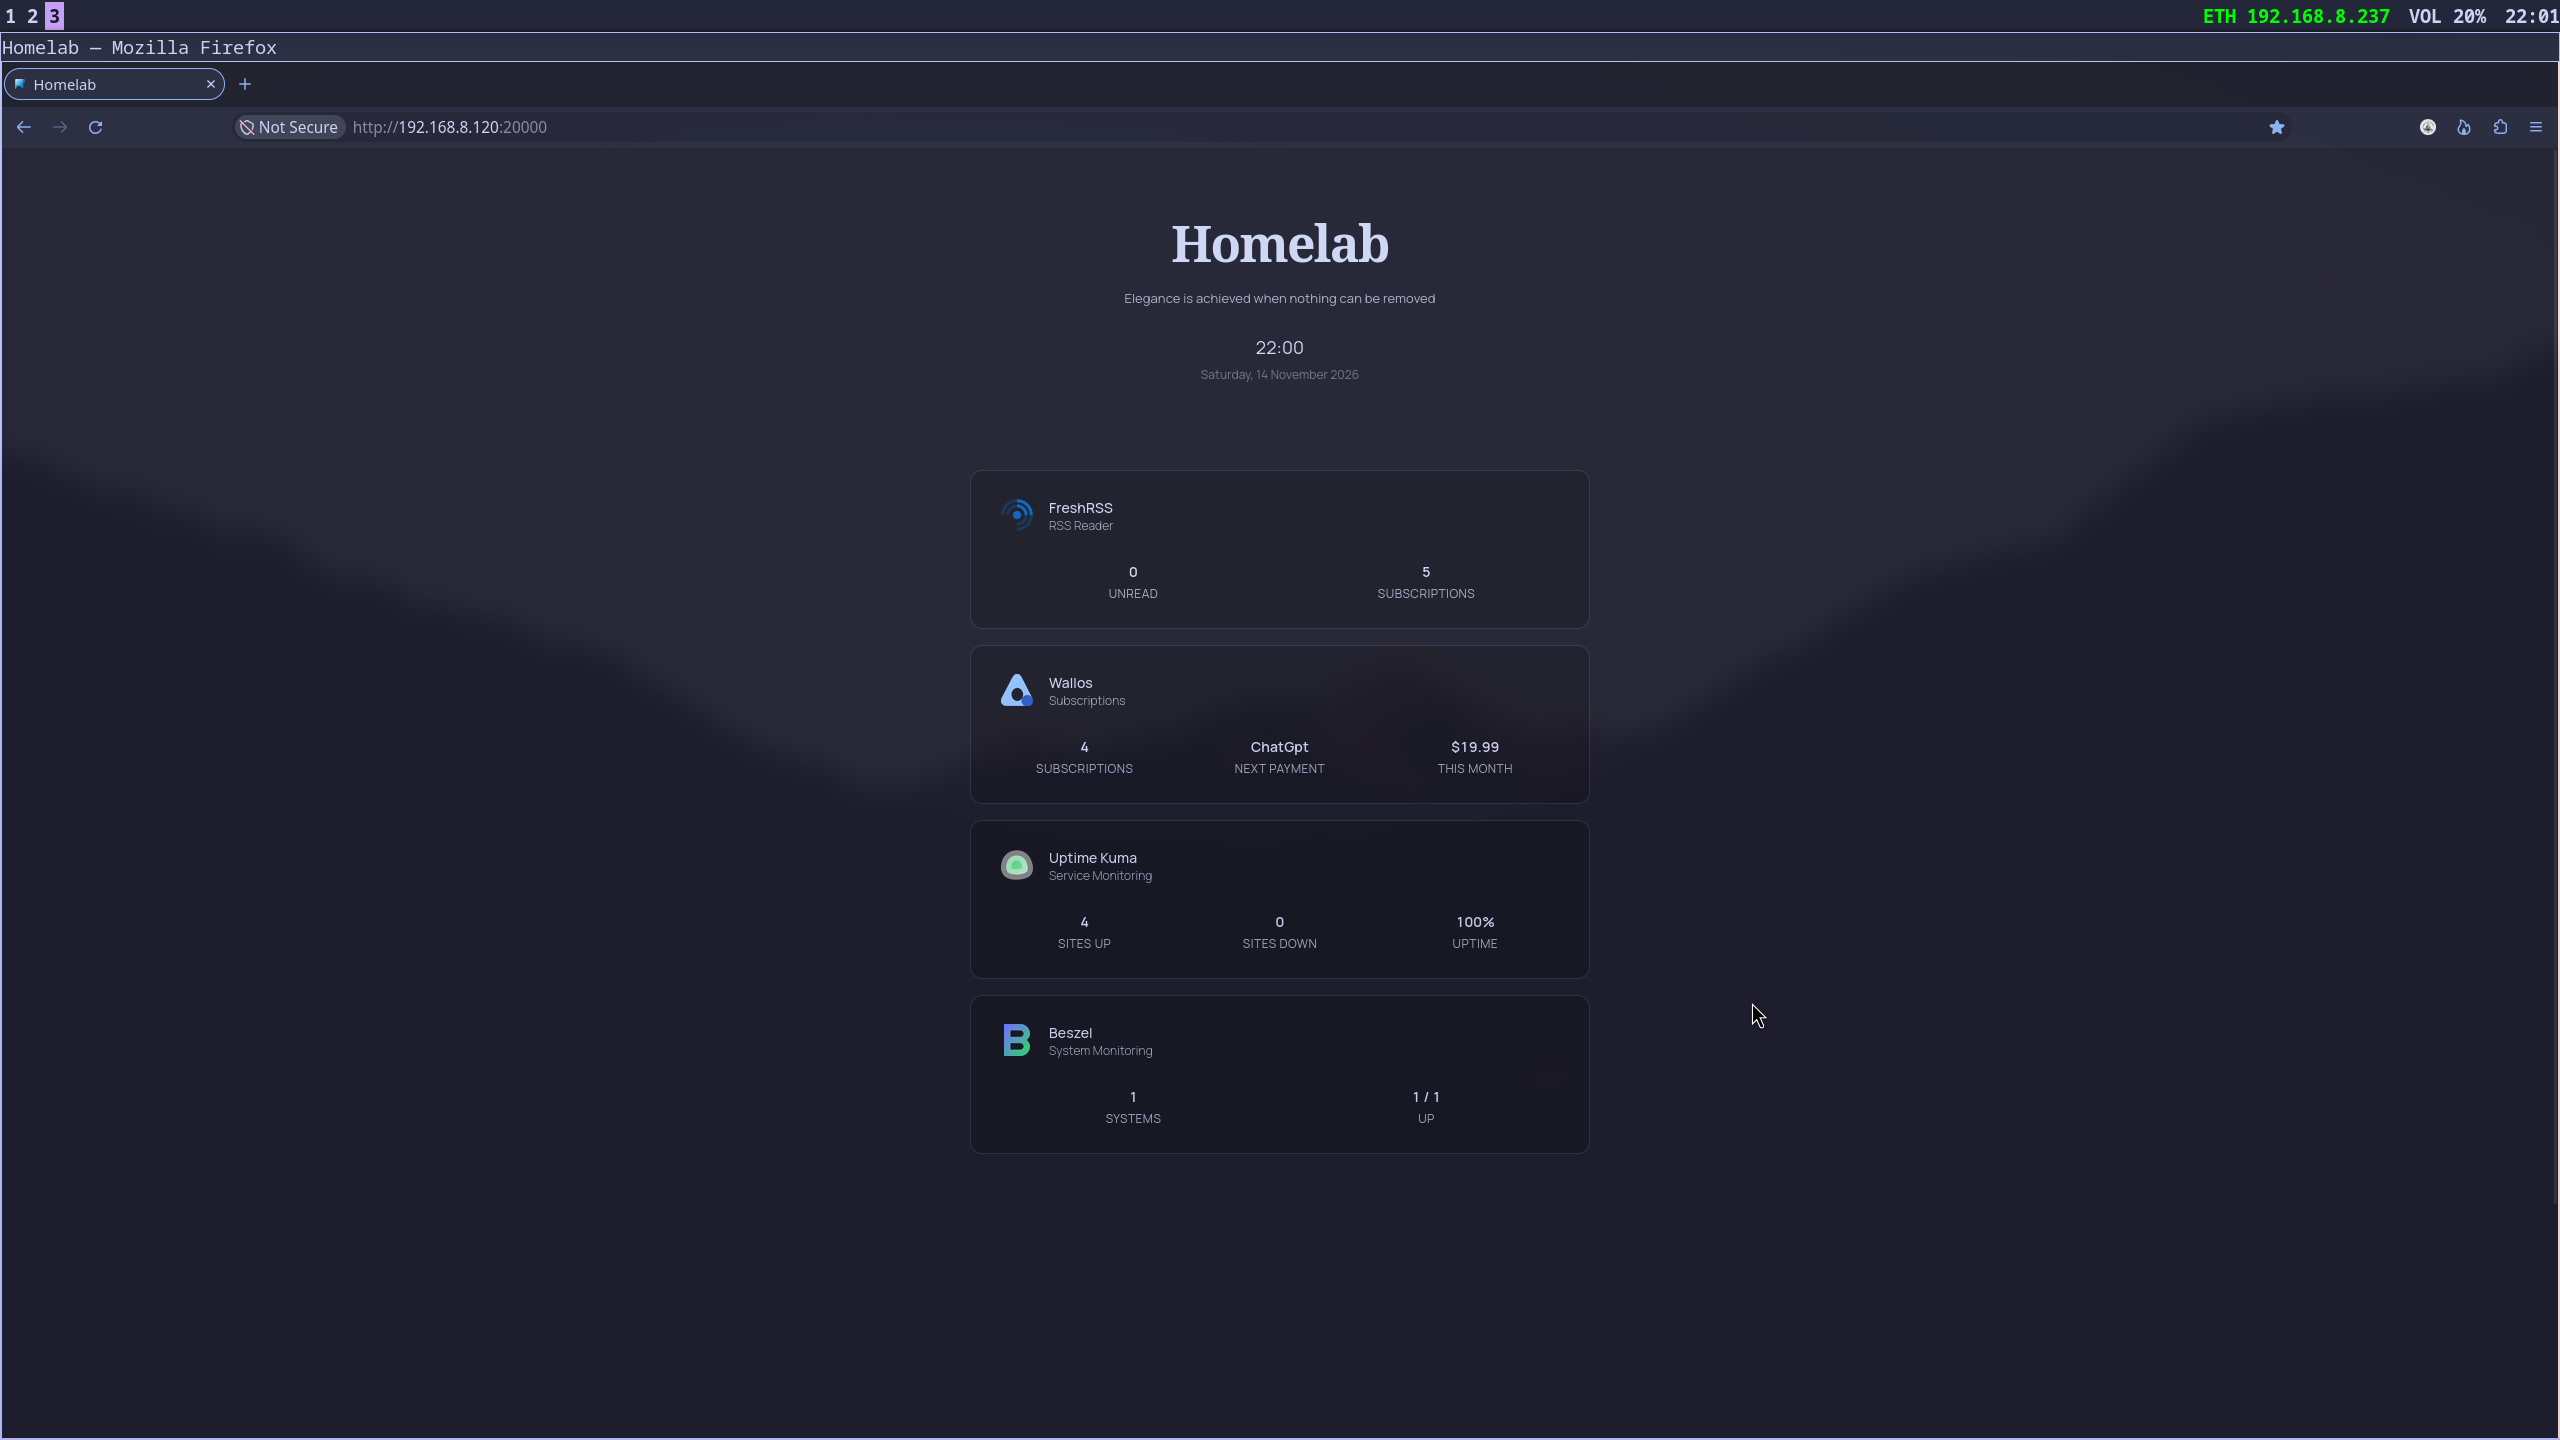 1 2 3
ETH 192.168.8.237 VOL 20% 22:01
Homelab — Mozilla Firefox
Homelab
Not Secure http://192.168.8.120:20000
Homelab
Elegance is achieved when nothing can be removed
22:00
Saturday, 14 November 2026
FreshRSS
RSS Reader
0 5
UNREAD SUBSCRIPTIONS
Wallos
Subscriptions
4 ChatGpt $19.99
SUBSCRIPTIONS NEXT PAYMENT THIS MONTH
Uptime Kuma
Service Monitoring
4 0 100%
SITES UP SITES DOWN UPTIME
Beszel
System Monitoring
1 1 / 1
SYSTEMS UP